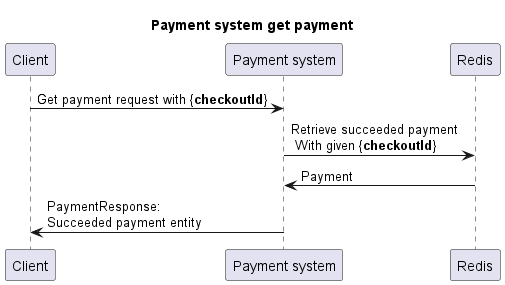 Payment system get payment
Client
Payment system
Redis
Get payment request with {checkoutId}
Retrieve succeeded payment
With given {checkoutId}
Payment
PaymentResponse:
Succeeded payment entity
Client
Payment system
Redis